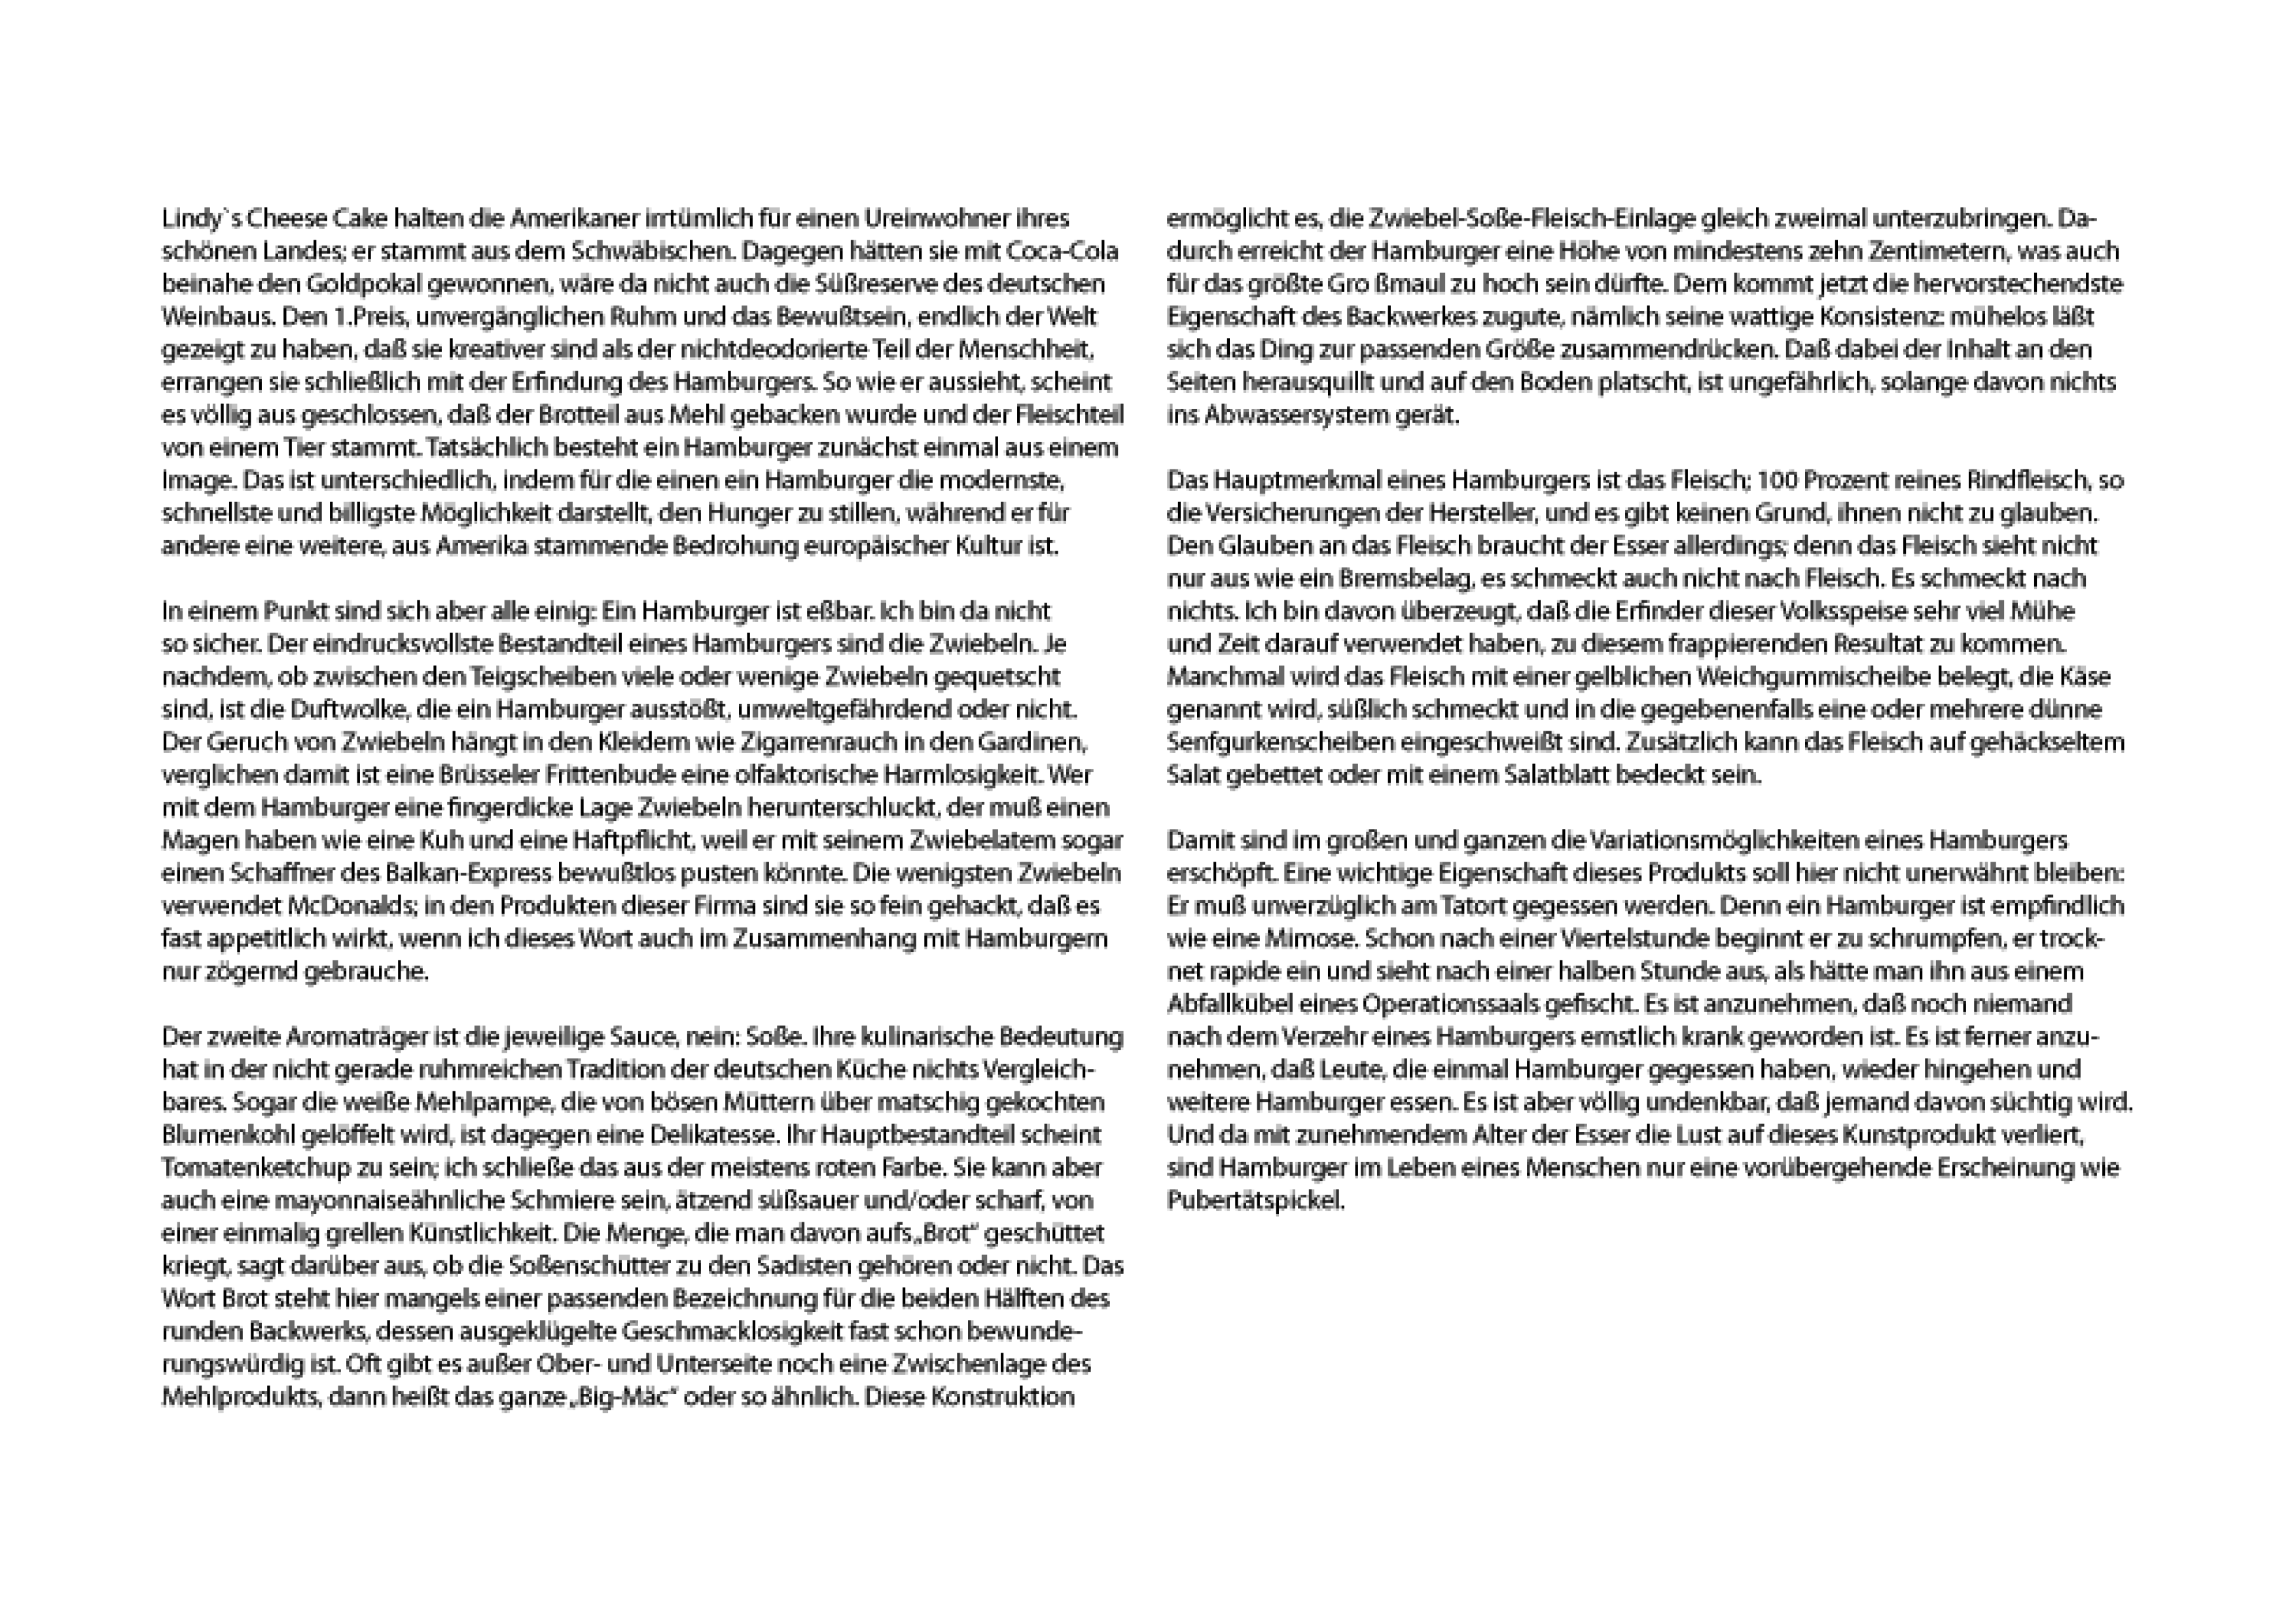 Lindy`s Cheese Cake halten die Amerikaner irrtümlich für einen Ureinwohner ihres
schönen Landes; er stammt aus dem Schwäbischen. Dagegen hätten sie mit Coca-Cola
beinahe den Goldpokal gewonnen, wäre da nicht auch die Süßreserve des deutschen
Weinbaus. Den 1.Preis, unvergänglichen Ruhm und das Bewußtsein, endlich der Welt
gezeigt zu haben, daß sie kreativer sind als der nichtdeodorierte Teil der Menschheit,
errangen sie schließlich mit der Erfindung des Hamburgers. So wie er aussieht, scheint
es völlig aus geschlossen, daß der Brotteil aus Mehl gebacken wurde und der Fleischteil
von einem Tier stammt. Tatsächlich besteht ein Hamburger zunächst einmal aus einem
Image. Das ist unterschiedlich, indem für die einen ein Hamburger die modernste,
schnellste und billigste Möglichkeit darstellt, den Hunger zu stillen, während er für
andere eine weitere, aus Amerika stammende Bedrohung europäischer Kultur ist.

In einem Punkt sind sich aber alle einig: Ein Hamburger ist eßbar. Ich bin da nicht
so sicher. Der eindrucksvollste Bestandteil eines Hamburgers sind die Zwiebeln. Je
nachdem, ob zwischen den Teigscheiben viele oder wenige Zwiebeln gequetscht
sind, ist die Duftwolke, die ein Hamburger ausstößt, umweltgefährdend oder nicht.
Der Geruch von Zwiebeln hängt in den Kleidern wie Zigarrenrauch in den Gardinen,
verglichen damit ist eine Brüsseler Frittenbude eine olfaktorische Harmlosigkeit. Wer
mit dem Hamburger eine fingerdicke Lage Zwiebeln herunterschluckt, der muß einen
Magen haben wie eine Kuh und eine Haftpflicht, weil er mit seinem Zwiebelatem sogar
einen Schaffner des Balkan-Express bewußtlos pusten könnte. Die wenigsten Zwiebeln
verwendet McDonalds; in den Produkten dieser Firma sind sie so fein gehackt, daß es
fast appetitlich wirkt, wenn ich dieses Wort auch im Zusammenhang mit Hamburgern
nur zögernd gebrauche.

Der zweite Aromaträger ist die jeweilige Sauce, nein: Soße. Ihre kulinarische Bedeutung
hat in der nicht gerade ruhmreichen Tradition der deutschen Küche nichts Vergleich-
bares. Sogar die weiße Mehlpampe, die von bösen Müttern über matschig gekochten
Blumenkohl gelöffelt wird, ist dagegen eine Delikatesse. Ihr Hauptbestandteil scheint
Tomatenketchup zu sein; ich schließe das aus der meistens roten Farbe. Sie kann aber
auch eine mayonnaiseähnliche Schmiere sein, ätzend süßsauer und/oder scharf, von
einer einmalig grellen Künstlichkeit. Die Menge, die man davon aufs „Brot“ geschüttet
kriegt, sagt darüber aus, ob die Soßenschütter zu den Sadisten gehören oder nicht. Das
Wort Brot steht hier mangels einer passenden Bezeichnung für die beiden Hälften des
runden Backwerks, dessen ausgeklügelte Geschmacklosigkeit fast schon bewunde-
rungswürdig ist. Oft gibt es außer Ober- und Unterseite noch eine Zwischenlage des
Mehlprodukts, dann heißt das ganze „Big-Mäc“ oder so ähnlich. Diese Konstruktion
ermöglicht es, die Zwiebel-Soße-Fleisch-Einlage gleich zweimal unterzubringen. Da-
durch erreicht der Hamburger eine Höhe von mindestens zehn Zentimetern, was auch
für das größte Gro ßmaul zu hoch sein dürfte. Dem kommt jetzt die hervorstechendste
Eigenschaft des Backwerkes zugute, nämlich seine wattige Konsistenz: mühelos läßt
sich das Ding zur passenden Größe zusammendrücken. Daß dabei der Inhalt an den
Seiten herausquillt und auf den Boden platscht, ist ungefährlich, solange davon nichts
ins Abwassersystem gerät.

Das Hauptmerkmal eines Hamburgers ist das Fleisch; 100 Prozent reines Rindfleisch, so
die Versicherungen der Hersteller, und es gibt keinen Grund, ihnen nicht zu glauben.
Den Glauben an das Fleisch braucht der Esser allerdings; denn das Fleisch sieht nicht
nur aus wie ein Bremsbelag, es schmeckt auch nicht nach Fleisch. Es schmeckt nach
nichts. Ich bin davon überzeugt, daß die Erfinder dieser Volksspeise sehr viel Mühe
und Zeit darauf verwendet haben, zu diesem frappierenden Resultat zu kommen.
Manchmal wird das Fleisch mit einer gelblichen Weichgummischeibe belegt, die Käse
genannt wird, süßlich schmeckt und in die gegebenenfalls eine oder mehrere dünne
Senfgurkenscheiben eingeschweißt sind. Zusätzlich kann das Fleisch auf gehäckseltem
Salat gebettet oder mit einem Salatblatt bedeckt sein.

Damit sind im großen und ganzen die Variationsmöglichkeiten eines Hamburgers
erschöpft. Eine wichtige Eigenschaft dieses Produkts soll hier nicht unerwähnt bleiben:
Er muß unverzüglich am Tatort gegessen werden. Denn ein Hamburger ist empfindlich
wie eine Mimose. Schon nach einer Viertelstunde beginnt er zu schrumpfen, er trock-
net rapide ein und sieht nach einer halben Stunde aus, als hätte man ihn aus einem
Abfallkübel eines Operationssaals gefischt. Es ist anzunehmen, daß noch niemand
nach dem Verzehr eines Hamburgers ernstlich krank geworden ist. Es ist ferner anzu-
nehmen, daß Leute, die einmal Hamburger gegessen haben, wieder hingehen und
weitere Hamburger essen. Es ist aber völlig undenkbar, daß jemand davon süchtig wird.
Und da mit zunehmendem Alter der Esser die Lust auf dieses Kunstprodukt verliert,
sind Hamburger im Leben eines Menschen nur eine vorübergehende Erscheinung wie
Pubertätspickel.